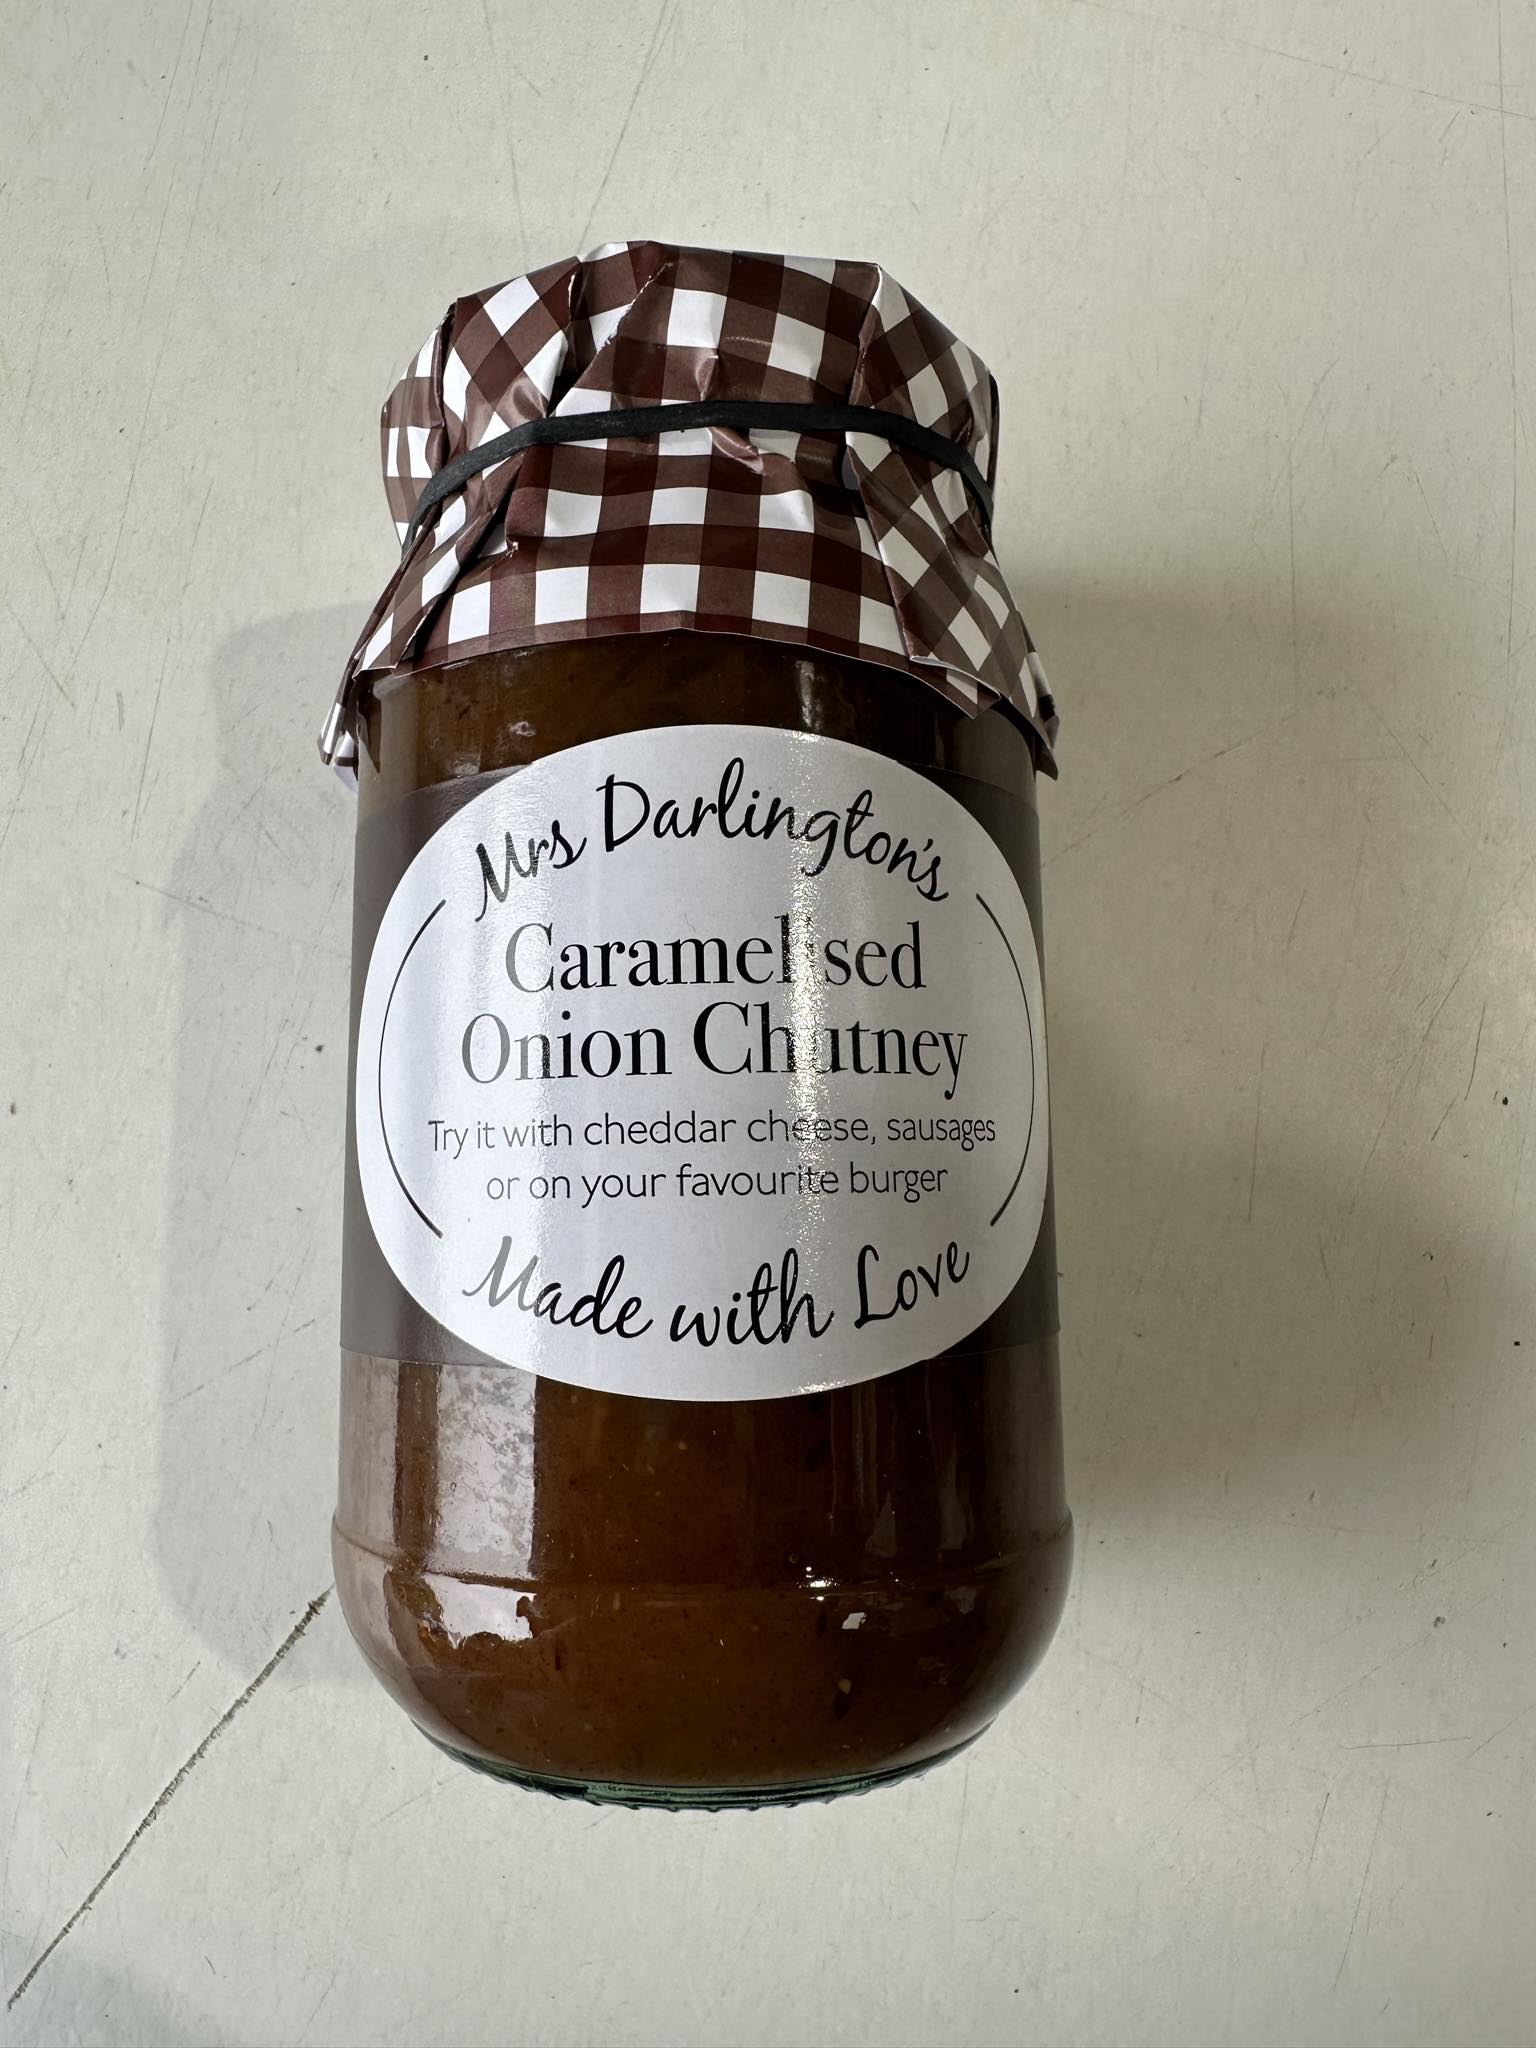 Mrs Darlington's
Caramelised
Onion Chutney
Try it with cheddar cheese, sausages
or on your favourite burger
Made with Love